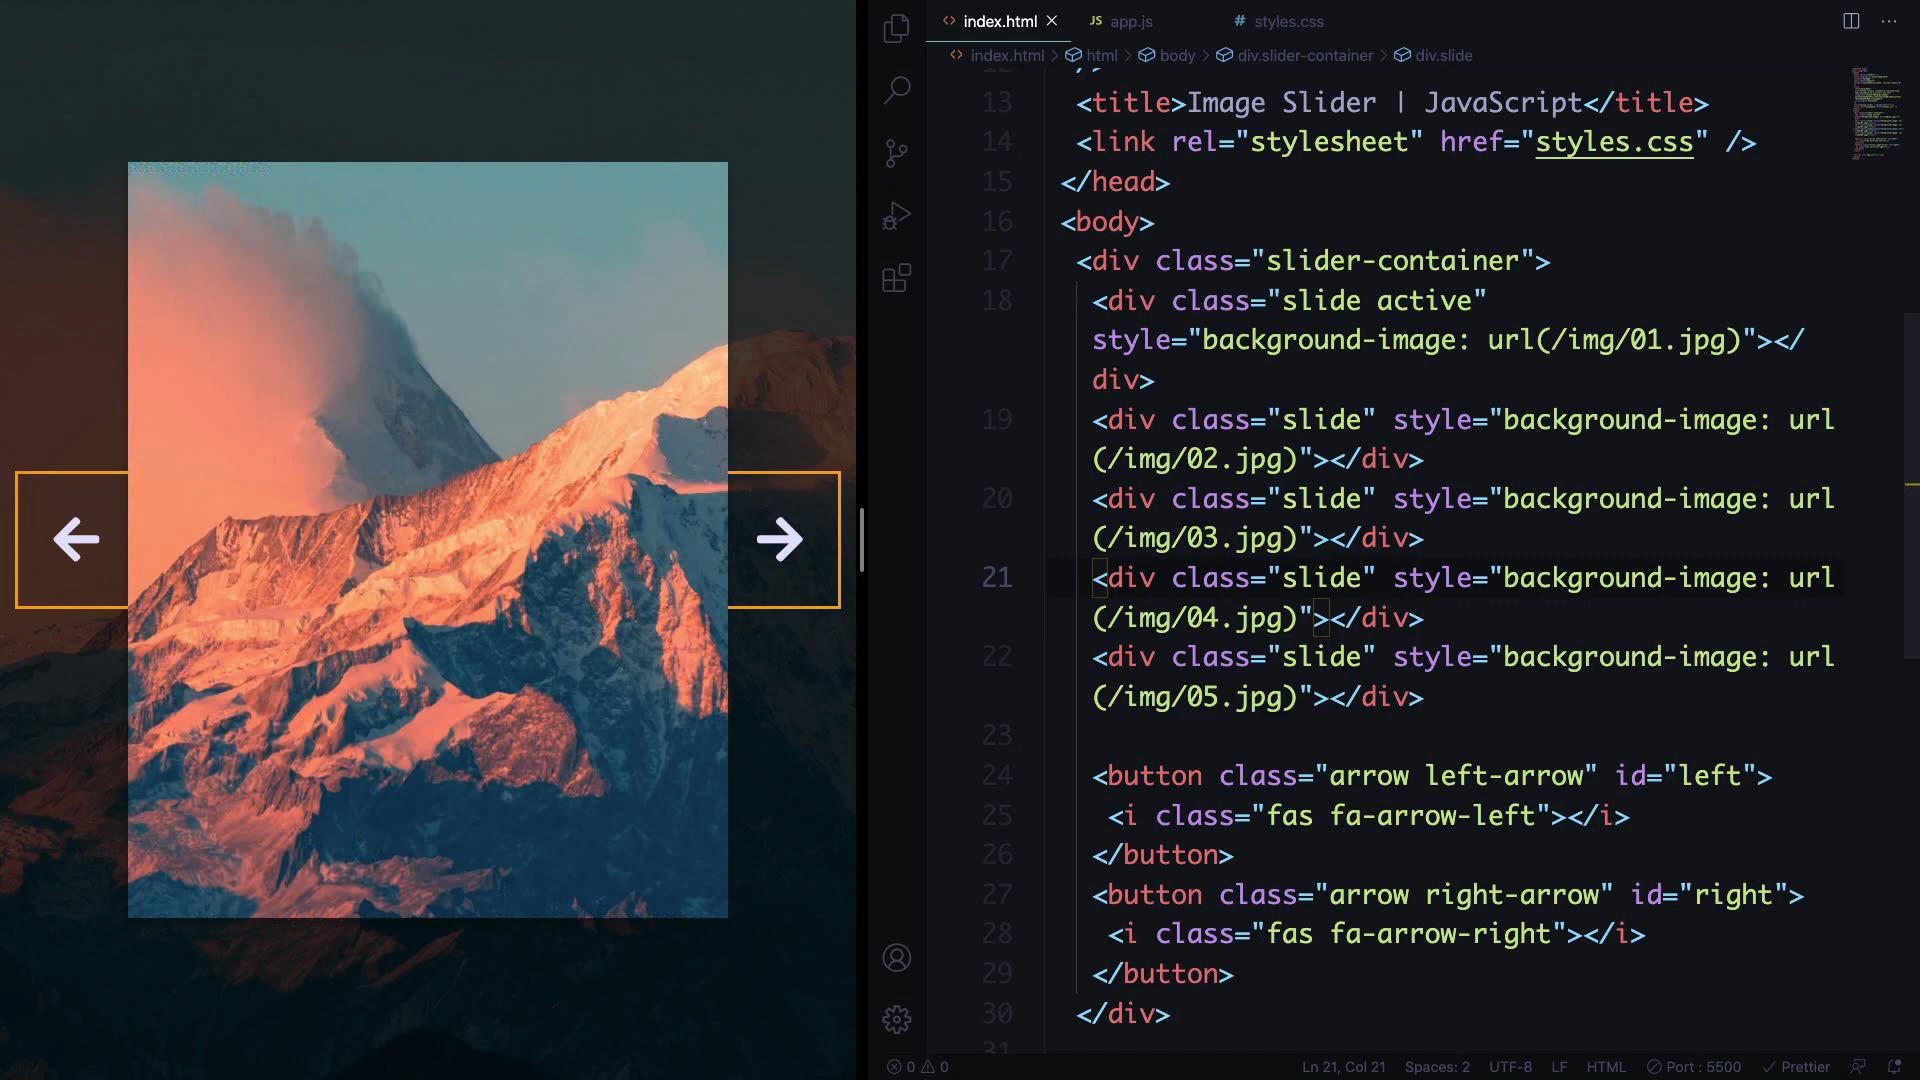 index.html
JS app.js
# styles.css
index.html > html > body > div.slider-container > div.slide
13 <title>Image Slider | JavaScript</title>
14 <link rel="stylesheet" href="styles.css" />
15 </head>
16 <body>
17 <div class="slider-container">
18 <div class="slide active"
style="background-image: url(/img/01.jpg)"></
div>
19 <div class="slide" style="background-image: url
(/img/02.jpg)"></div>
20 <div class="slide" style="background-image: url
(/img/03.jpg)"></div>
21 <div class="slide" style="background-image: url
(/img/04.jpg)"></div>
22 <div class="slide" style="background-image: url
(/img/05.jpg)"></div>
23
24 <button class="arrow left-arrow" id="left">
25 <i class="fas fa-arrow-left"></i>
26 </button>
27 <button class="arrow right-arrow" id="right">
28 <i class="fas fa-arrow-right"></i>
29 </button>
30 </div>
31
0 0 Ln 21, Col 21 Spaces: 2 UTF-8 LF HTML Port : 5500 Prettier